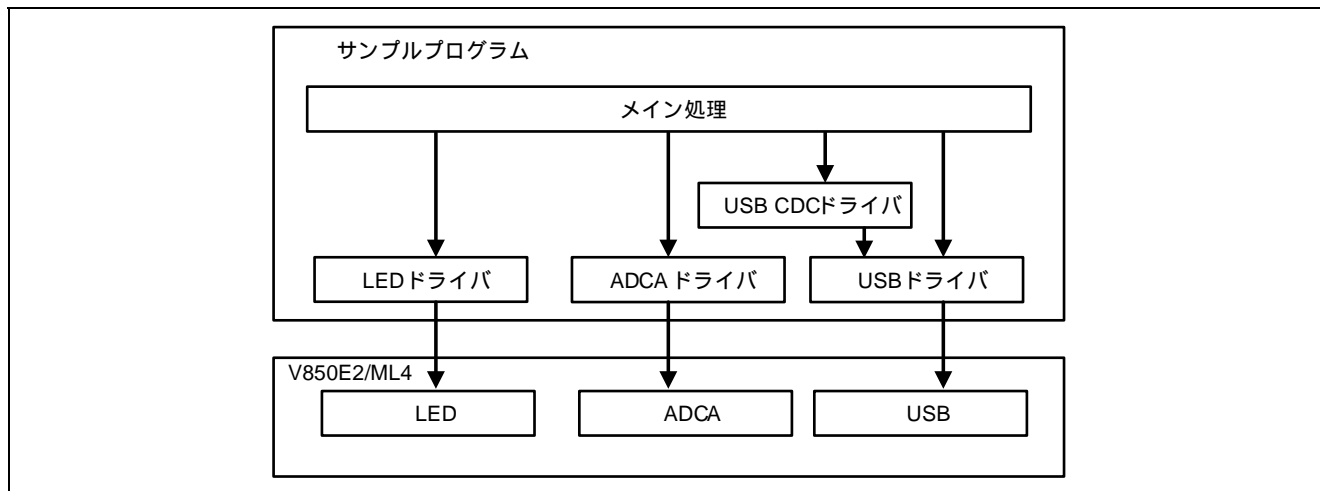 サンプルプログラム
メイン処理
USB CDCドライバ
LEDドライバ
ADCA ドライバ
USBドライバ
V850E2/ML4
LED
ADCA
USB